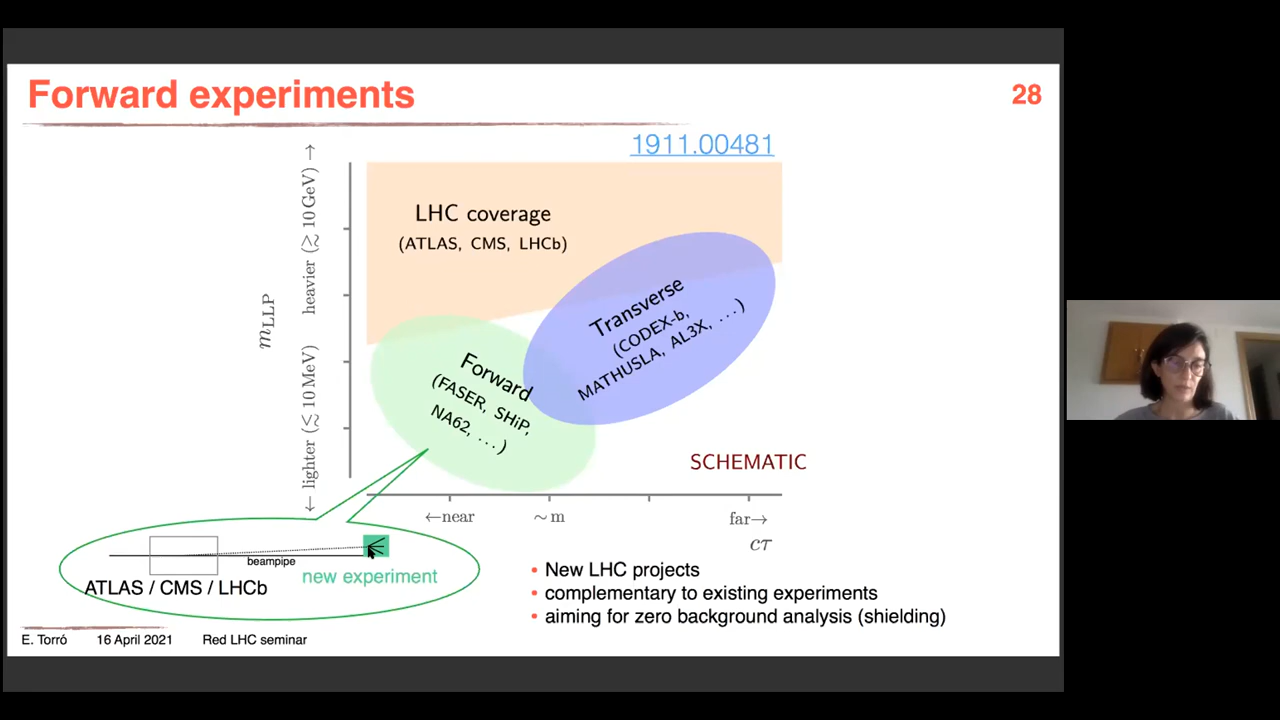 Forward experiments
28
1911.00481
LHC coverage
(ATLAS, CMS, LHCb)
Transverse
(CODEX-b,
MATHUSLA, AL3X, ...)
Forward
(FASER, SHiP,
NA62, ...)
SCHEMATIC
m_LLP
← lighter (≲ 10 MeV)
heavier (≳ 10 GeV) →
←near
∼ m
far→
cτ
beampipe
ATLAS / CMS / LHCb
new experiment
• New LHC projects
• complementary to existing experiments
• aiming for zero background analysis (shielding)
E. Torró 16 April 2021 Red LHC seminar